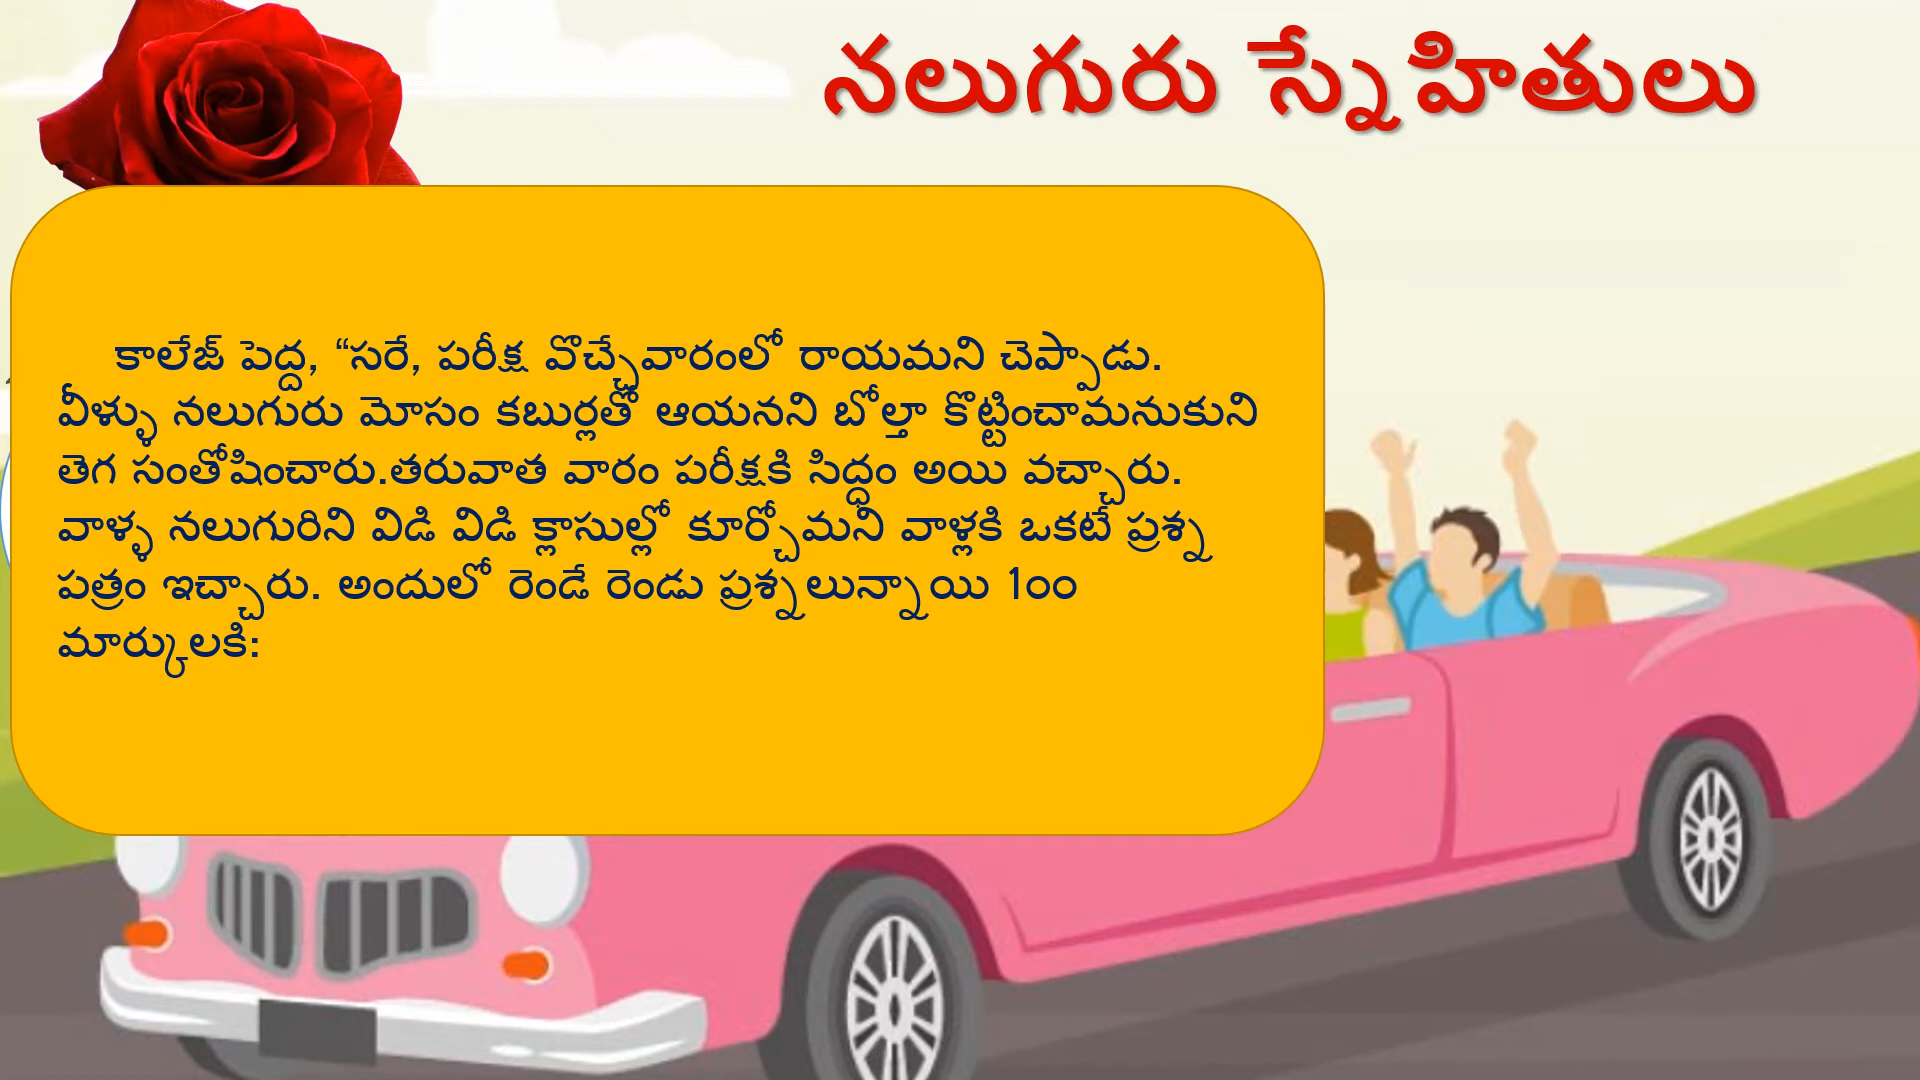 నలుగురు స్నేహితులు
కాలేజ్ పెద్ద, “సరే, పరీక్ష వొచ్చేవారంలో రాయమని చెప్పాడు.
వీళ్ళు నలుగురు మోసం కబుర్లతో ఆయనని బోల్తా కొట్టించామనుకుని
తెగ సంతోషించారు.తరువాత వారం పరీక్షకి సిద్ధం అయి వచ్చారు.
వాళ్ళ నలుగురిని విడి విడి క్లాసుల్లో కూర్చోమని వాళ్లకి ఒకటే ప్రశ్న
పత్రం ఇచ్చారు. అందులో రెండే రెండు ప్రశ్నలున్నాయి 1౦౦
మార్కులకి: